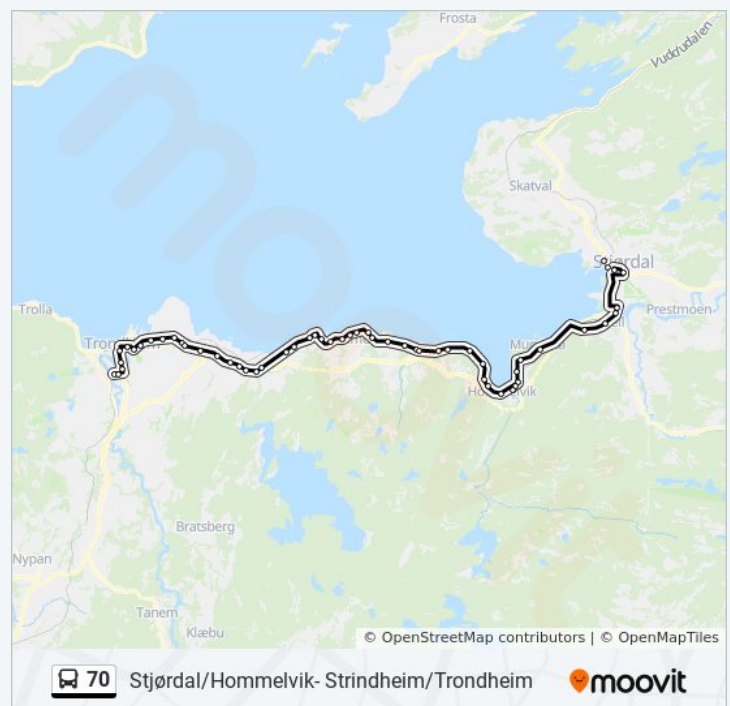 Frosta
Vuddudalen
Skatval
Stjørdal
Prestmoen
Trolla
Hommelvik
Bratsberg
Nypan
Tanem
Klæbu
© OpenStreetMap contributors | © OpenMapTiles
70 Stjørdal/Hommelvik- Strindheim/Trondheim
moovit